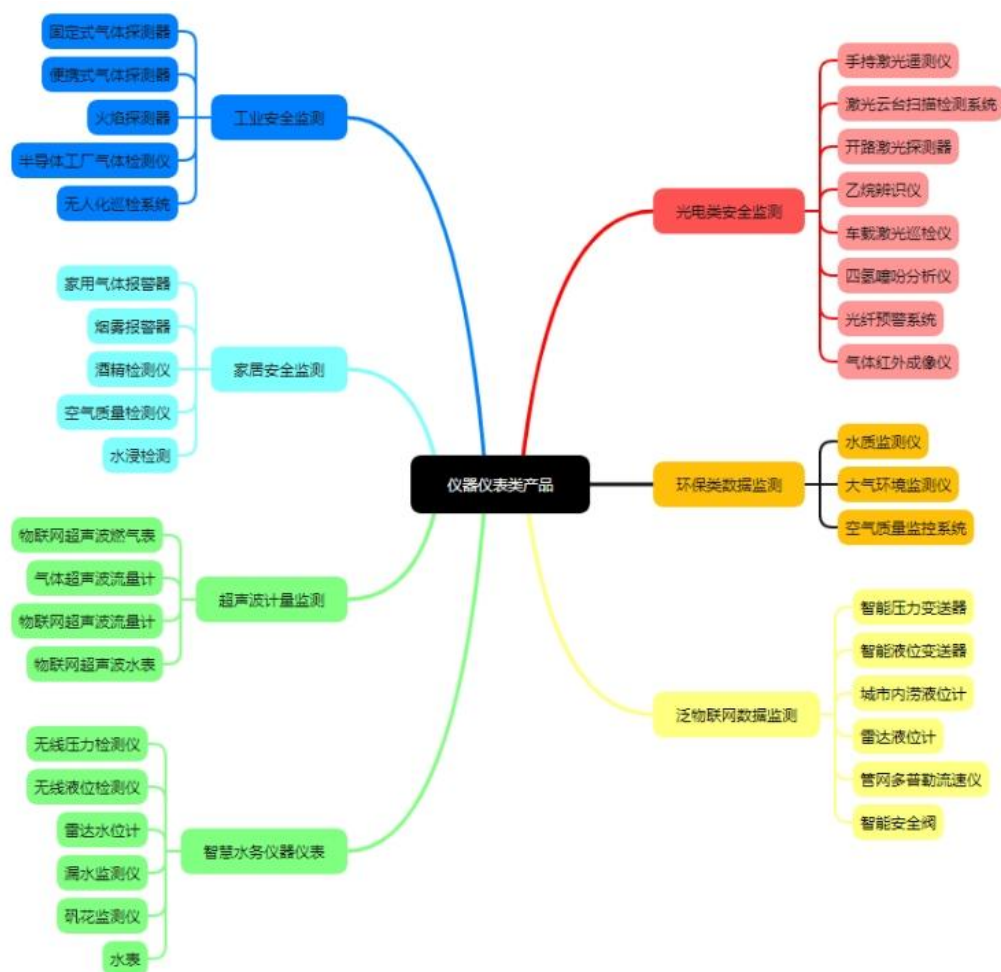 仪器仪表类产品
工业安全监测
固定式气体探测器
便携式气体探测器
火焰探测器
半导体工厂气体检测仪
无人化巡检系统
家居安全监测
家用气体报警器
烟雾报警器
酒精检测仪
空气质量检测仪
水浸检测
超声波计量监测
物联网超声波燃气表
气体超声波流量计
物联网超声波流量计
物联网超声波水表
智慧水务仪器仪表
无线压力检测仪
无线液位检测仪
雷达水位计
漏水监测仪
矾花监测仪
水表
光电类安全监测
手持激光遥测仪
激光云台扫描检测系统
开路激光探测器
乙烷辨识仪
车载激光巡检仪
四氢噻吩分析仪
光纤预警系统
气体红外成像仪
环保类数据监测
水质监测仪
大气环境监测仪
空气质量监控系统
泛物联网数据监测
智能压力变送器
智能液位变送器
城市内涝液位计
雷达液位计
管网多普勒流速仪
智能安全阀